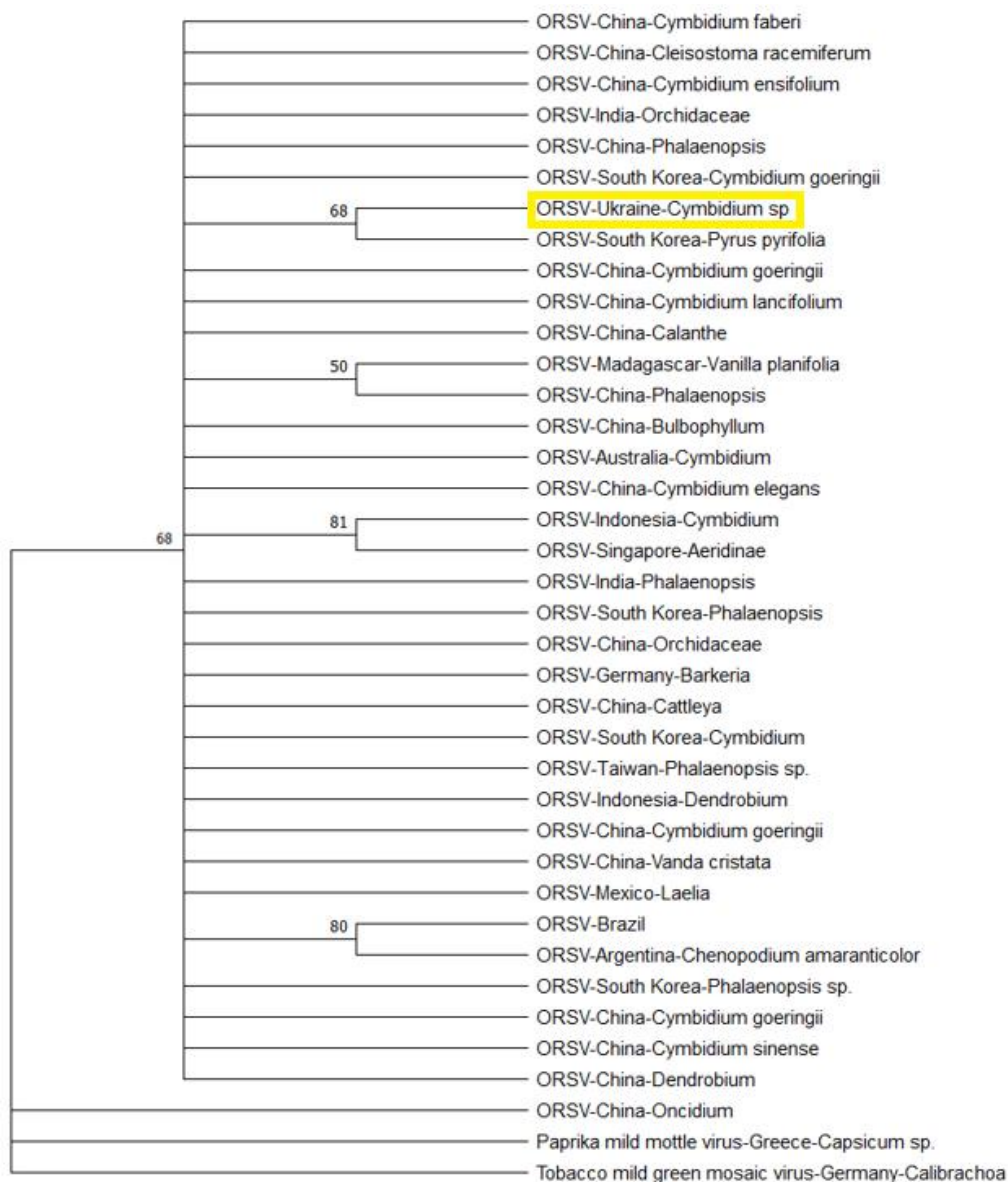 ORSV-China-Cymbidium faberi
ORSV-China-Cleisostoma racemiferum
ORSV-China-Cymbidium ensifolium
ORSV-India-Orchidaceae
ORSV-China-Phalaenopsis
ORSV-South Korea-Cymbidium goeringii
68
ORSV-Ukraine-Cymbidium sp
ORSV-South Korea-Pyrus pyrifolia
ORSV-China-Cymbidium goeringii
ORSV-China-Cymbidium lancifolium
ORSV-China-Calanthe
50
ORSV-Madagascar-Vanilla planifolia
ORSV-China-Phalaenopsis
ORSV-China-Bulbophyllum
ORSV-Australia-Cymbidium
ORSV-China-Cymbidium elegans
81
ORSV-Indonesia-Cymbidium
68
ORSV-Singapore-Aeridinae
ORSV-India-Phalaenopsis
ORSV-South Korea-Phalaenopsis
ORSV-China-Orchidaceae
ORSV-Germany-Barkeria
ORSV-China-Cattleya
ORSV-South Korea-Cymbidium
ORSV-Taiwan-Phalaenopsis sp.
ORSV-Indonesia-Dendrobium
ORSV-China-Cymbidium goeringii
ORSV-China-Vanda cristata
ORSV-Mexico-Laelia
80
ORSV-Brazil
ORSV-Argentina-Chenopodium amaranticolor
ORSV-South Korea-Phalaenopsis sp.
ORSV-China-Cymbidium goeringii
ORSV-China-Cymbidium sinense
ORSV-China-Dendrobium
ORSV-China-Oncidium
Paprika mild mottle virus-Greece-Capsicum sp.
Tobacco mild green mosaic virus-Germany-Calibrachoa